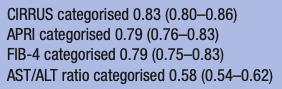 CIRRUS categorised 0.83 (0.80–0.86)
APRI categorised 0.79 (0.76–0.83)
FIB-4 categorised 0.79 (0.75–0.83)
AST/ALT ratio categorised 0.58 (0.54–0.62)